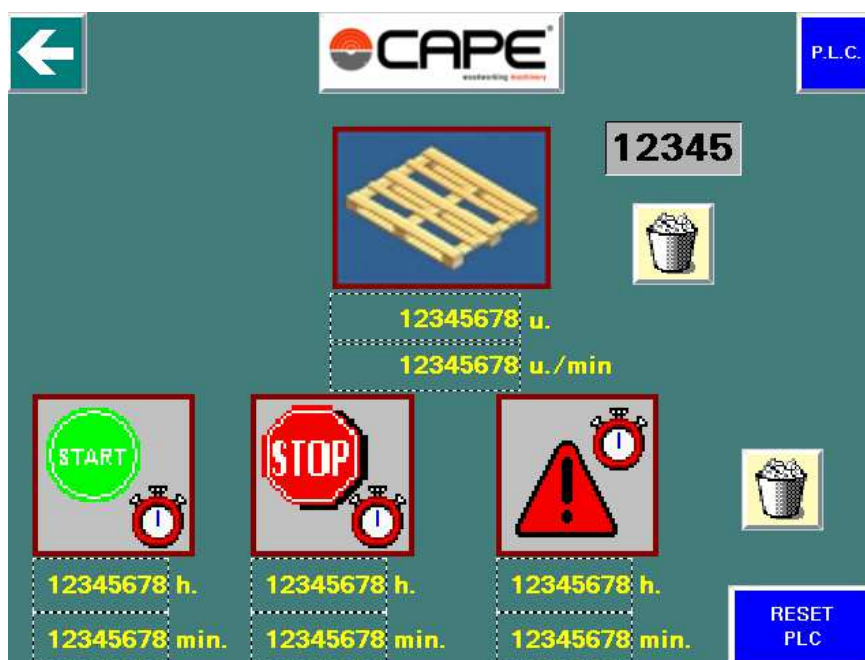 CAPE
woodworking machinery
P.L.C.
12345
12345678 u.
12345678 u./min
START
STOP
12345678 h.
12345678 h.
12345678 h.
12345678 min.
12345678 min.
12345678 min.
RESET
PLC